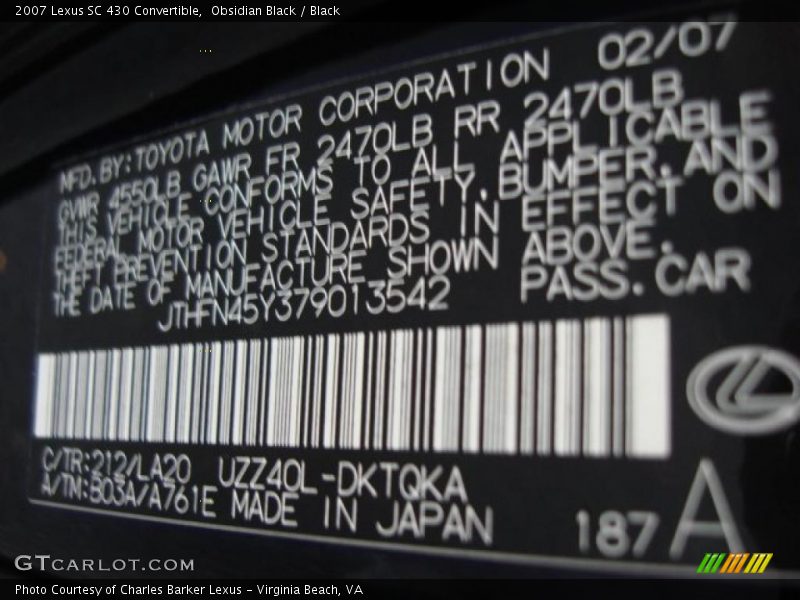 2007 Lexus SC 430 Convertible,  Obsidian Black / Black
MFD. BY: TOYOTA MOTOR CORPORATION 02/07
GVWR 4550LB GAWR FR 2470LB RR 2470LB
THIS VEHICLE CONFORMS TO ALL APPLICABLE
FEDERAL MOTOR VEHICLE SAFETY, BUMPER, AND
THEFT PREVENTION STANDARDS IN EFFECT ON
THE DATE OF MANUFACTURE SHOWN ABOVE.
JTHFN45Y379013542 PASS. CAR
C/TR:212/LA20 UZZ40L-DKTQKA
A/TM:B03A/A761E MADE IN JAPAN
187 A
GTCARLOT.COM
Photo Courtesy of Charles Barker Lexus - Virginia Beach, VA